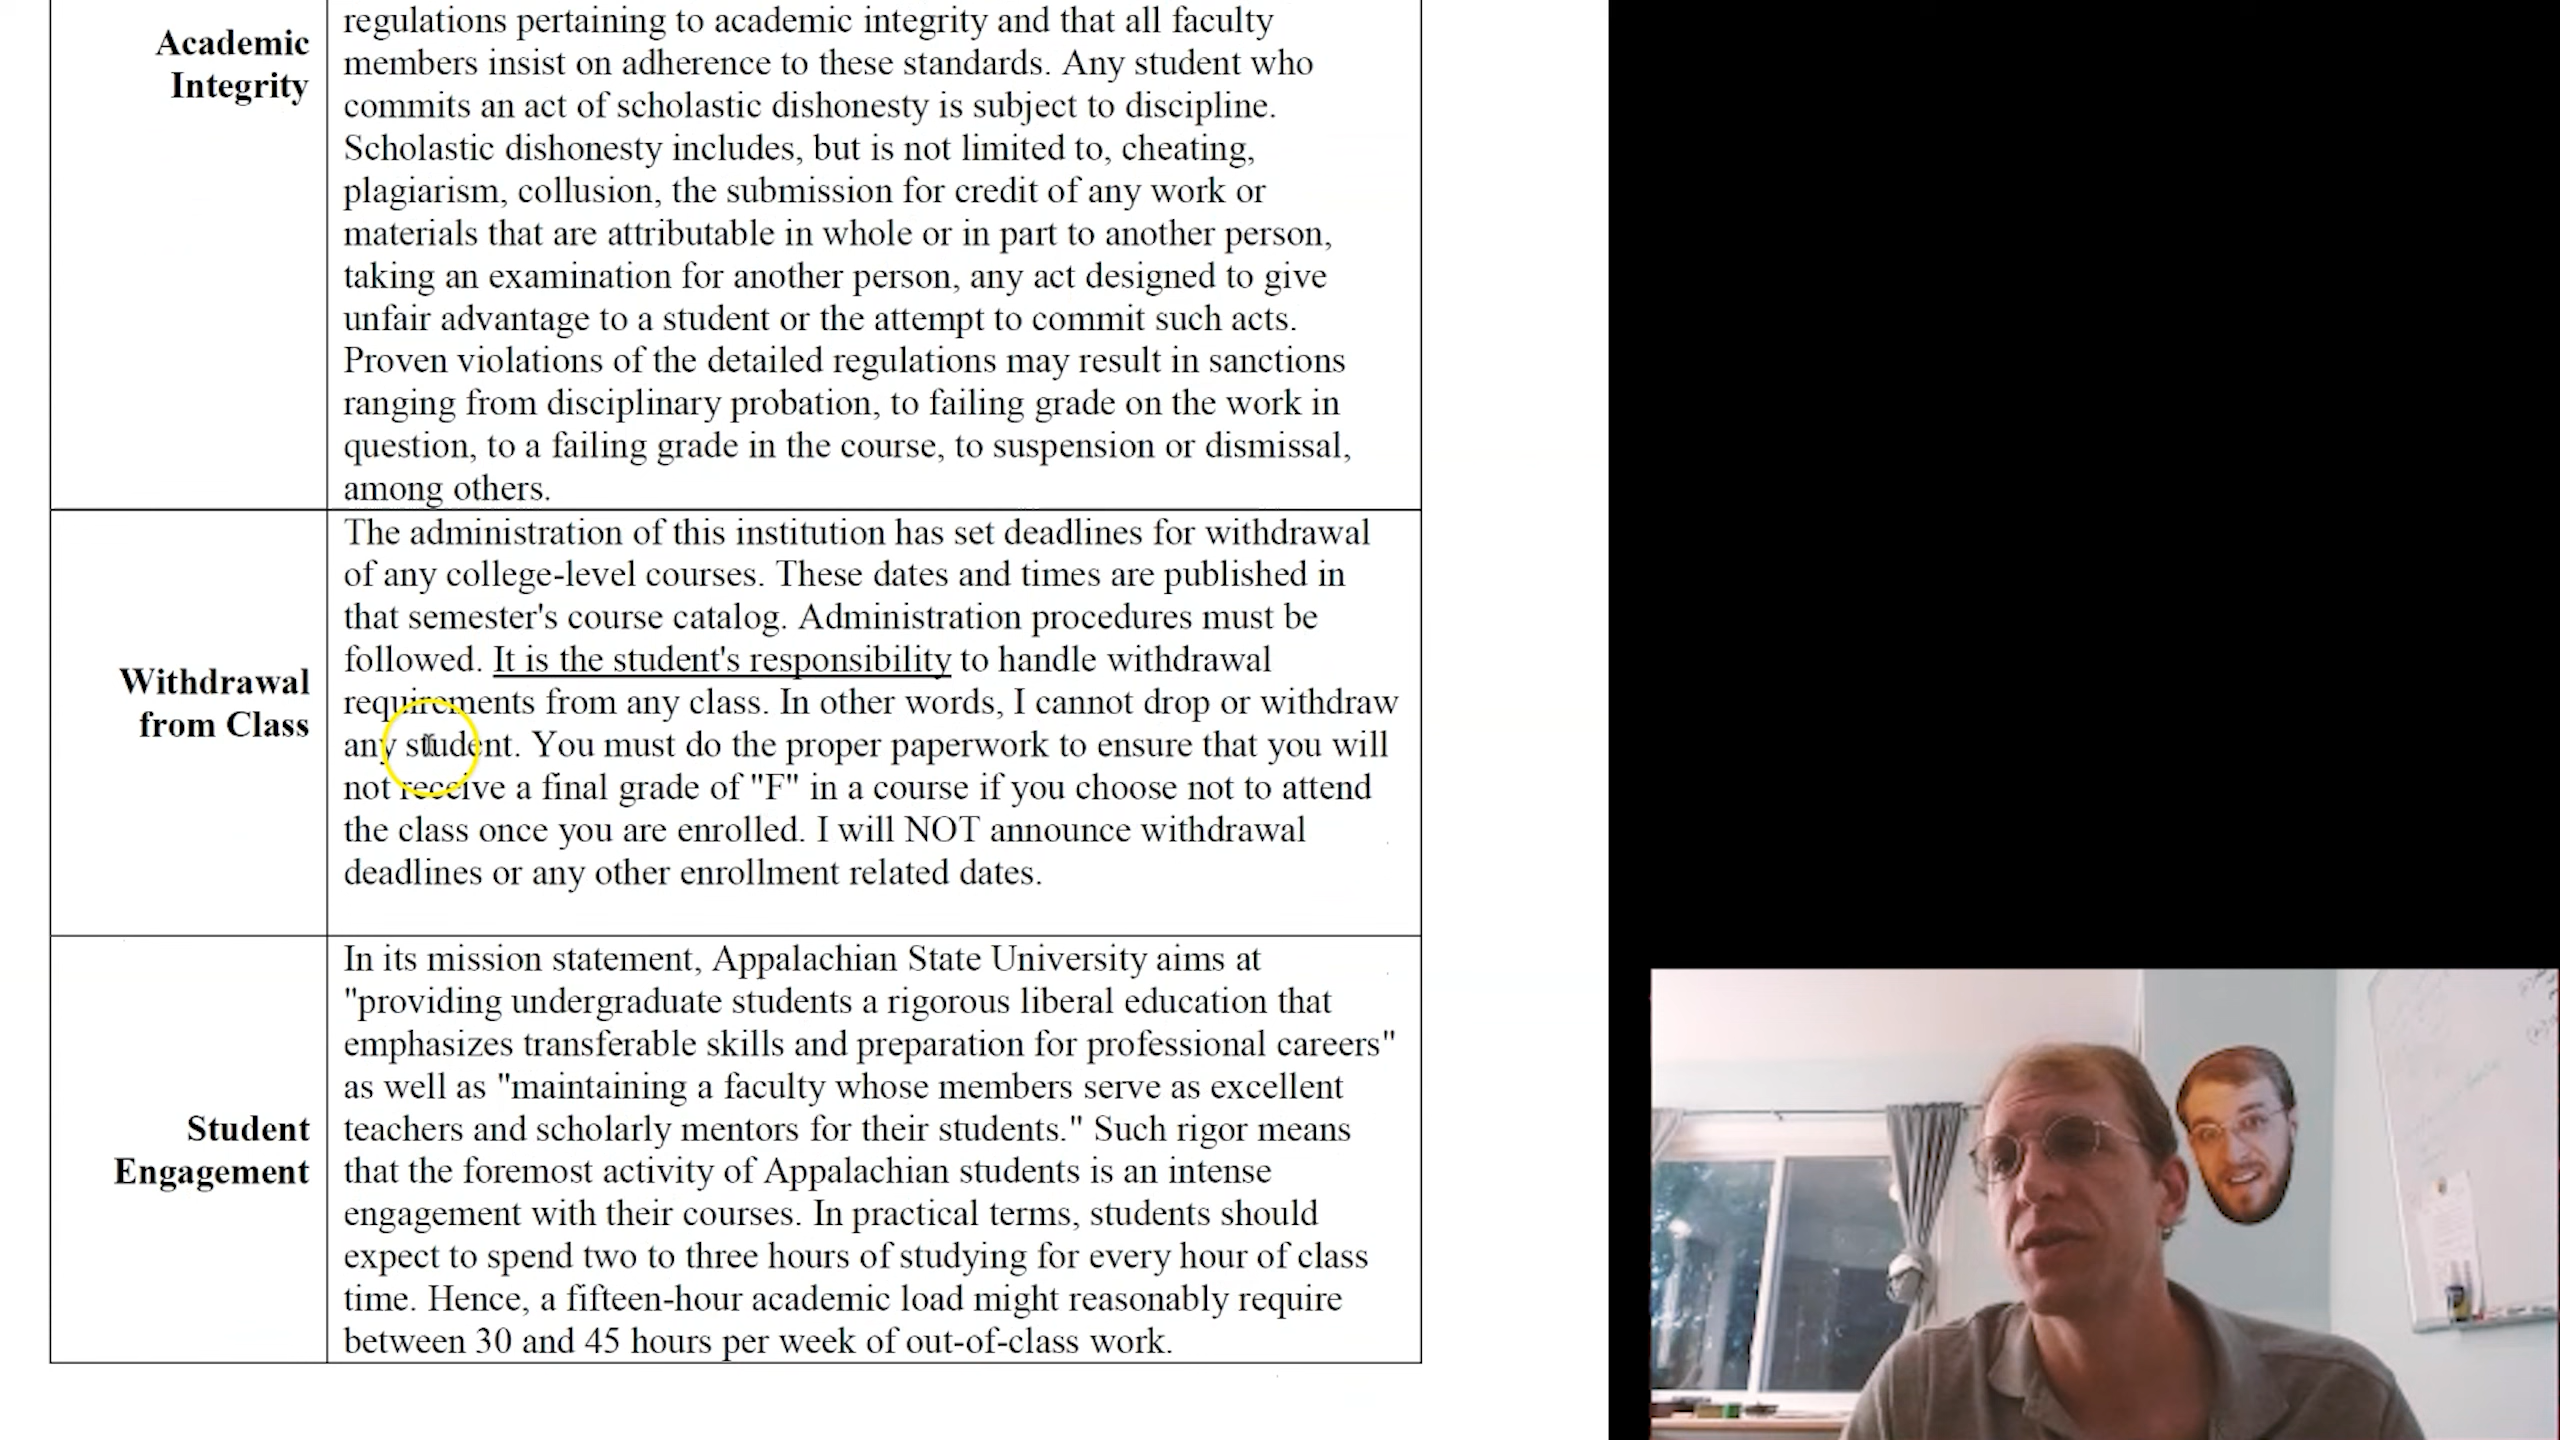 Academic
Integrity
regulations pertaining to academic integrity and that all faculty
members insist on adherence to these standards. Any student who
commits an act of scholastic dishonesty is subject to discipline.
Scholastic dishonesty includes, but is not limited to, cheating,
plagiarism, collusion, the submission for credit of any work or
materials that are attributable in whole or in part to another person,
taking an examination for another person, any act designed to give
unfair advantage to a student or the attempt to commit such acts.
Proven violations of the detailed regulations may result in sanctions
ranging from disciplinary probation, to failing grade on the work in
question, to a failing grade in the course, to suspension or dismissal,
among others.
Withdrawal
from Class
The administration of this institution has set deadlines for withdrawal
of any college-level courses. These dates and times are published in
that semester's course catalog. Administration procedures must be
followed. It is the student's responsibility to handle withdrawal
requirements from any class. In other words, I cannot drop or withdraw
any student. You must do the proper paperwork to ensure that you will
not receive a final grade of "F" in a course if you choose not to attend
the class once you are enrolled. I will NOT announce withdrawal
deadlines or any other enrollment related dates.
Student
Engagement
In its mission statement, Appalachian State University aims at
"providing undergraduate students a rigorous liberal education that
emphasizes transferable skills and preparation for professional careers"
as well as "maintaining a faculty whose members serve as excellent
teachers and scholarly mentors for their students." Such rigor means
that the foremost activity of Appalachian students is an intense
engagement with their courses. In practical terms, students should
expect to spend two to three hours of studying for every hour of class
time. Hence, a fifteen-hour academic load might reasonably require
between 30 and 45 hours per week of out-of-class work.